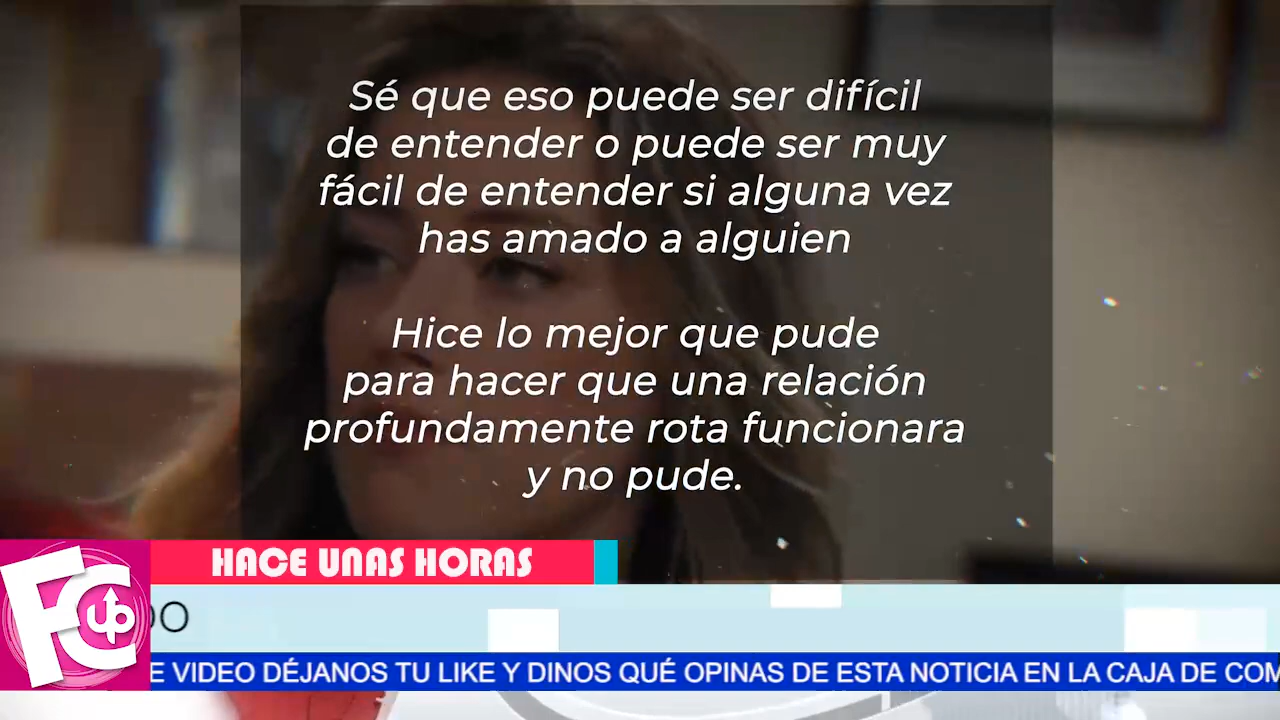 Sé que eso puede ser difícil
de entender o puede ser muy
fácil de entender si alguna vez
has amado a alguien
Hice lo mejor que pude
para hacer que una relación
profundamente rota funcionara
y no pude.
HACE UNAS HORAS
FC up
E VIDEO DÉJANOS TU LIKE Y DINOS QUÉ OPINAS DE ESTA NOTICIA EN LA CAJA DE COM